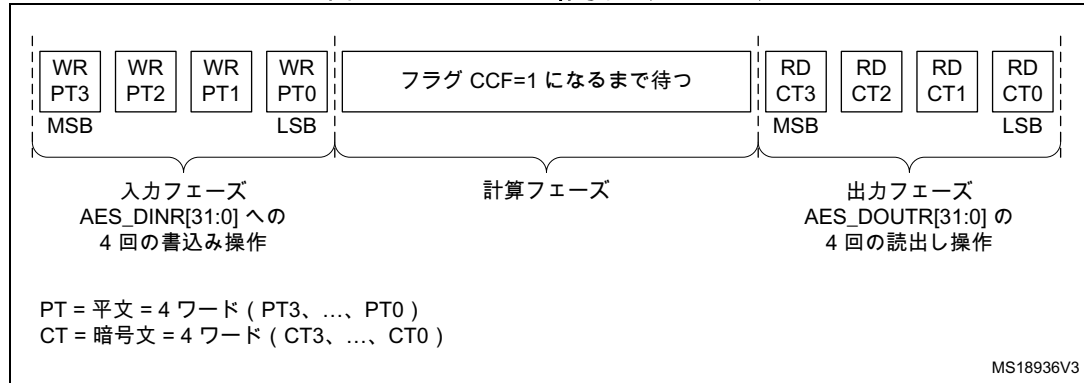 WR PT3 WR PT2 WR PT1 WR PT0 フラグ CCF=1 になるまで待つ RD CT3 RD CT2 RD CT1 RD CT0
MSB LSB MSB LSB
入力フェーズ
AES_DINR[31:0] への
4 回の書込み操作
計算フェーズ
出力フェーズ
AES_DOUTR[31:0] の
4 回の読出し操作
PT = 平文 = 4 ワード ( PT3、…、PT0 )
CT = 暗号文 = 4 ワード ( CT3、…、CT0 )
MS18936V3